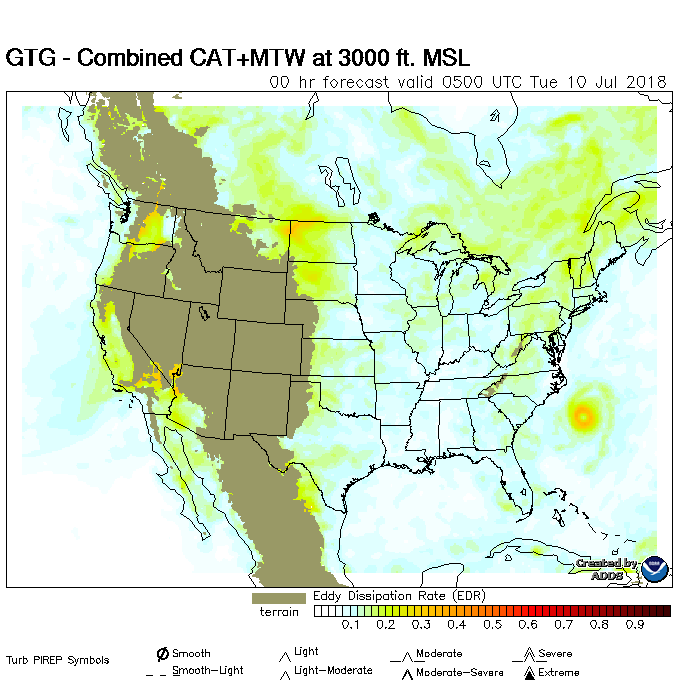 GTG - Combined CAT+MTW at 3000 ft. MSL
00 hr forecast valid 0500 UTC Tue 10 Jul 2018
Created by
ADDS
terrain
Eddy Dissipation Rate (EDR)
0.1 0.2 0.3 0.4 0.5 0.6 0.7 0.8 0.9
Turb PIREP Symbols
Smooth Light Moderate Severe
Smooth-Light Light-Moderate Moderate-Severe Extreme